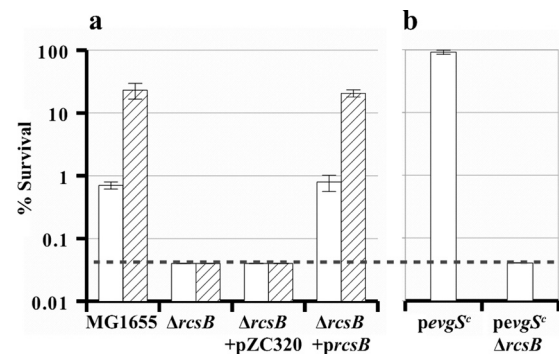 a
b
100
10
1
0.1
0.01
% Survival
MG1655
ΔrcsB
ΔrcsB
+pZC320
ΔrcsB
+prcsB
pevgSᶜ
pevgSᶜ
ΔrcsB